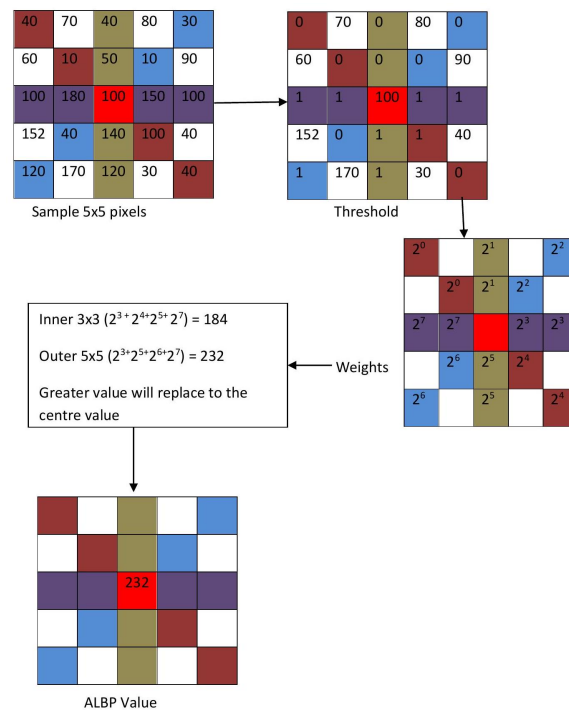 40 70 40 80 30
60 10 50 10 90
100 180 100 150 100
152 40 140 100 40
120 170 120 30 40
Sample 5x5 pixels
0 70 0 80 0
60 0 0 0 90
1 1 100 1 1
152 0 1 1 40
1 170 1 30 0
Threshold
2⁰ 2¹ 2²
2⁰ 2¹ 2²
2⁷ 2⁷ 2³ 2³
2⁶ 2⁵ 2⁴
2⁶ 2⁵ 2⁴
Weights
Inner 3x3 (2³⁺2⁴⁺2⁵⁺ 2⁷) = 184
Outer 5x5 (2³⁺2⁵⁺2⁶⁺2⁷) = 232
Greater value will replace to the
centre value
232
ALBP Value